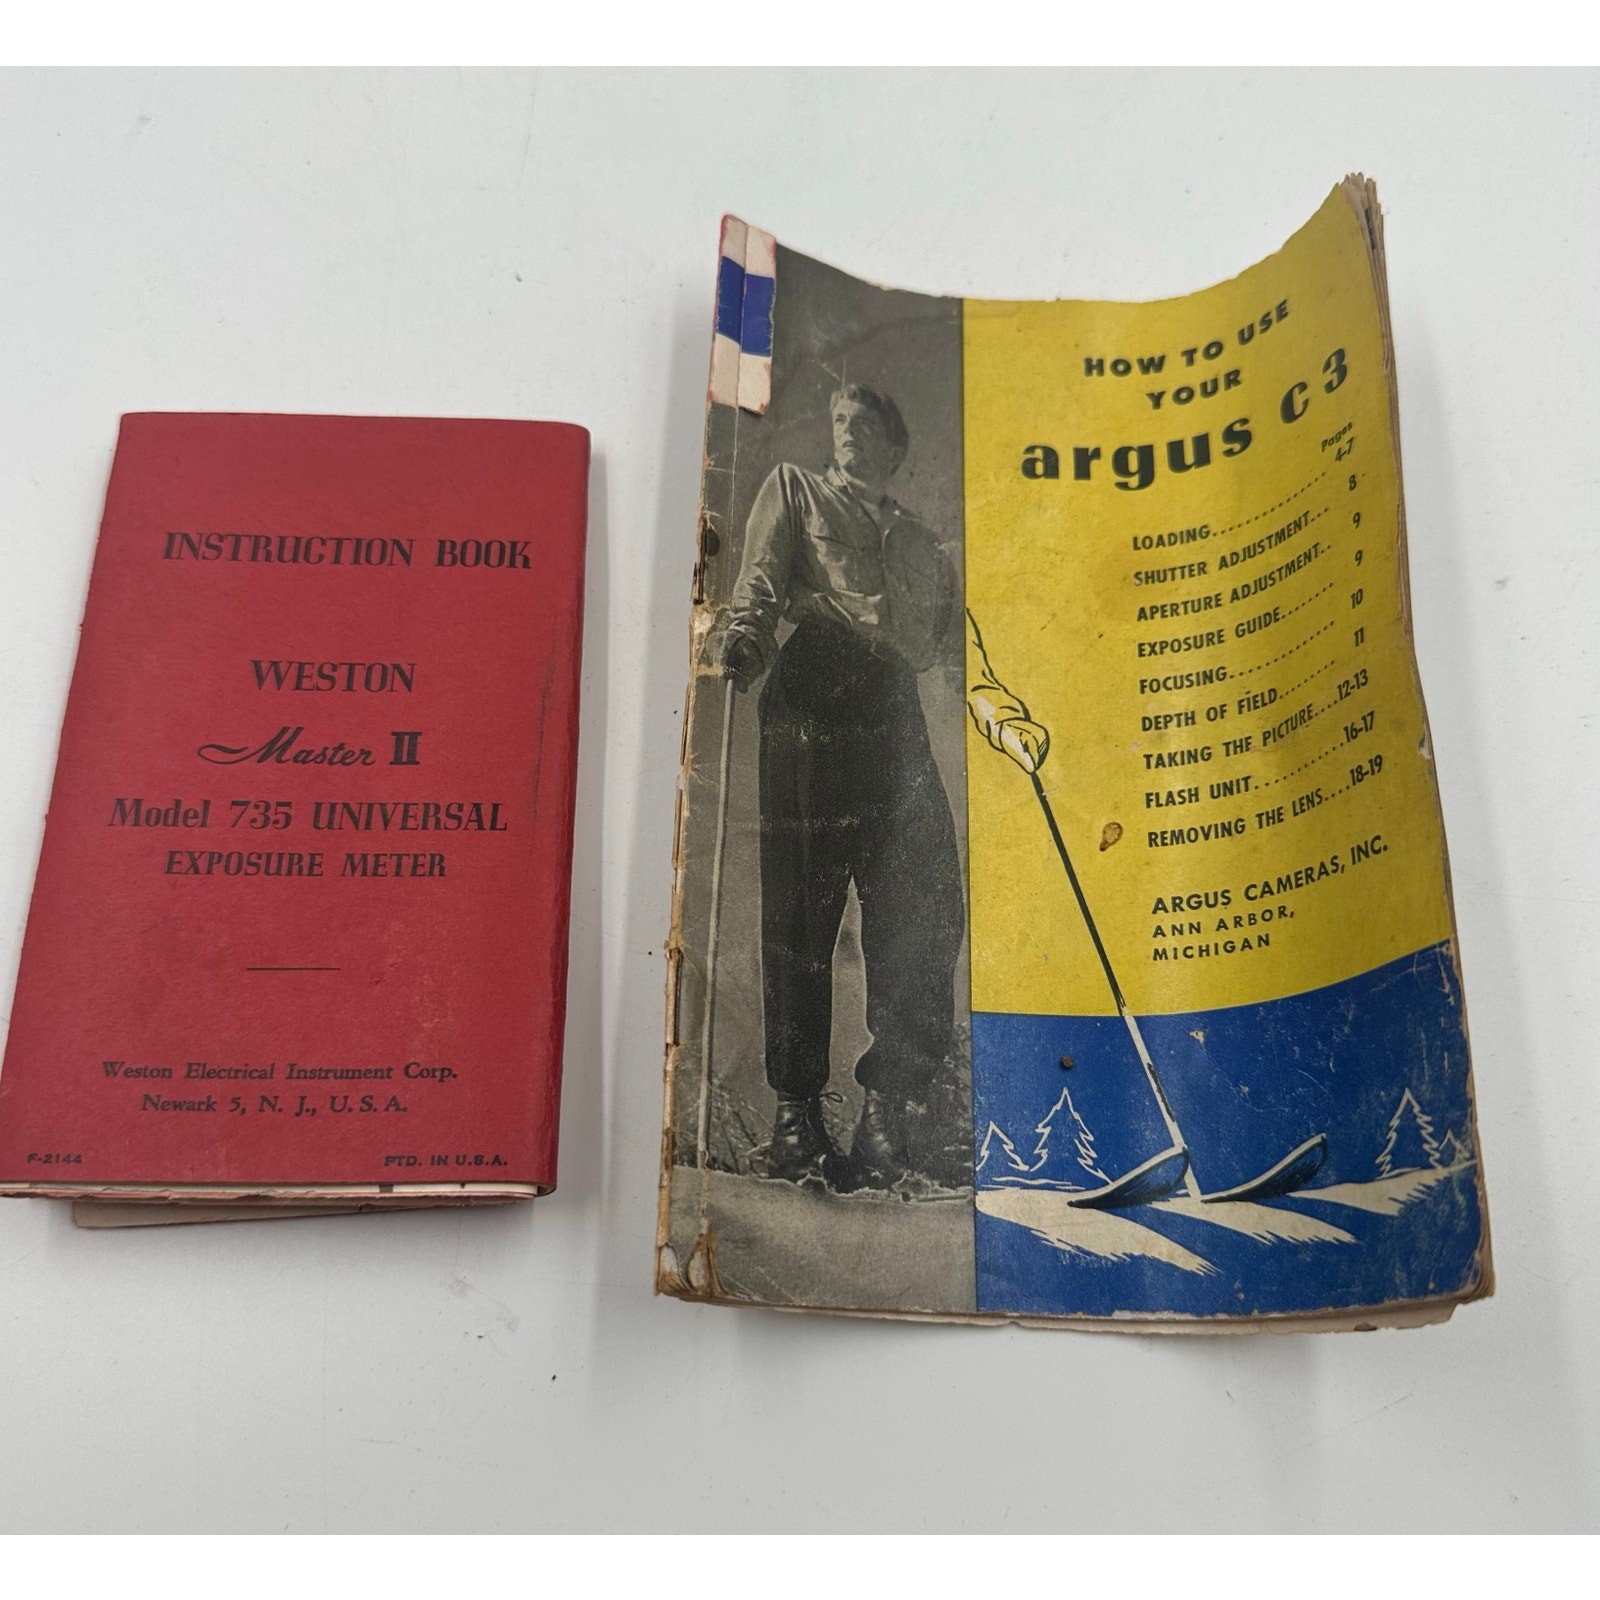 INSTRUCTION BOOK
WESTON
Master II
Model 735 UNIVERSAL
EXPOSURE METER
Weston Electrical Instrument Corp.
Newark 5, N. J., U. S. A.
F-2144 PTD. IN U.S.A.
HOW TO USE
YOUR
argus c3
Pages
LOADING.................. 4-7
SHUTTER ADJUSTMENT... 8
APERTURE ADJUSTMENT.. 9
EXPOSURE GUIDE........ 9
FOCUSING.............. 10
DEPTH OF FIELD........ 11
TAKING THE PICTURE....12-13
FLASH UNIT............16-17
REMOVING THE LENS....18-19
ARGUS CAMERAS, INC.
ANN ARBOR,
MICHIGAN